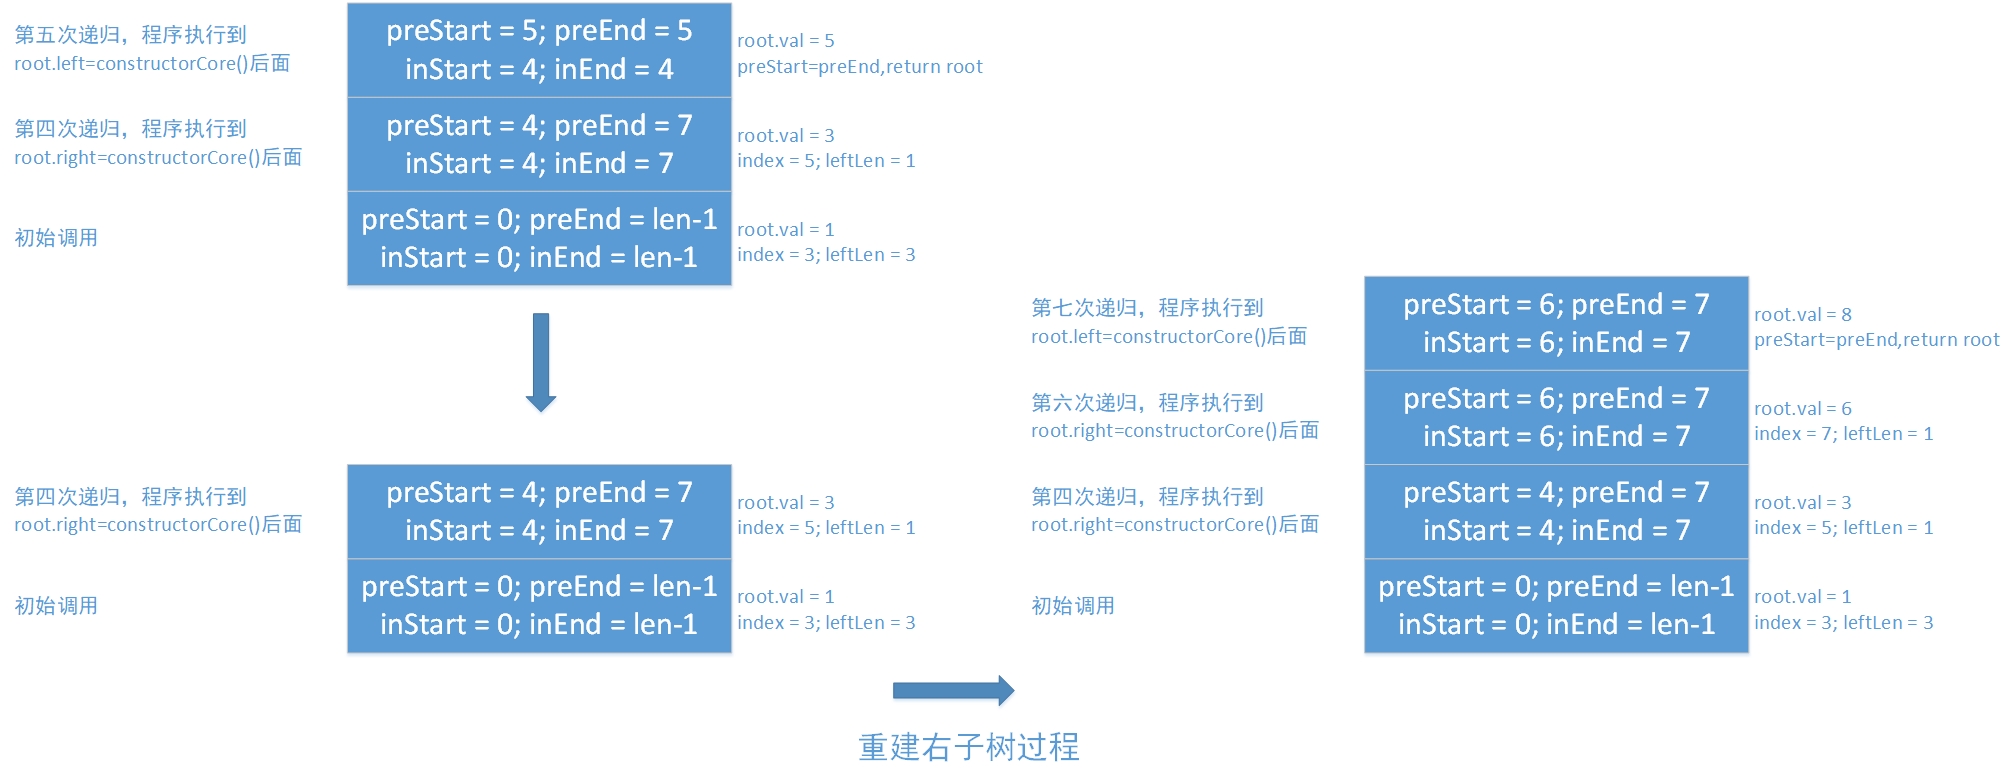 第五次递归，程序执行到
root.left=constructorCore()后面
preStart = 5; preEnd = 5
inStart = 4; inEnd = 4
root.val = 5
preStart=preEnd,return root
第四次递归，程序执行到
root.right=constructorCore()后面
preStart = 4; preEnd = 7
inStart = 4; inEnd = 7
root.val = 3
index = 5; leftLen = 1
初始调用
preStart = 0; preEnd = len-1
inStart = 0; inEnd = len-1
root.val = 1
index = 3; leftLen = 3
第四次递归，程序执行到
root.right=constructorCore()后面
preStart = 4; preEnd = 7
inStart = 4; inEnd = 7
root.val = 3
index = 5; leftLen = 1
初始调用
preStart = 0; preEnd = len-1
inStart = 0; inEnd = len-1
root.val = 1
index = 3; leftLen = 3
第七次递归，程序执行到
root.left=constructorCore()后面
preStart = 6; preEnd = 7
inStart = 6; inEnd = 7
root.val = 8
preStart=preEnd,return root
第六次递归，程序执行到
root.right=constructorCore()后面
preStart = 6; preEnd = 7
inStart = 6; inEnd = 7
root.val = 6
index = 7; leftLen = 1
第四次递归，程序执行到
root.right=constructorCore()后面
preStart = 4; preEnd = 7
inStart = 4; inEnd = 7
root.val = 3
index = 5; leftLen = 1
初始调用
preStart = 0; preEnd = len-1
inStart = 0; inEnd = len-1
root.val = 1
index = 3; leftLen = 3
重建右子树过程